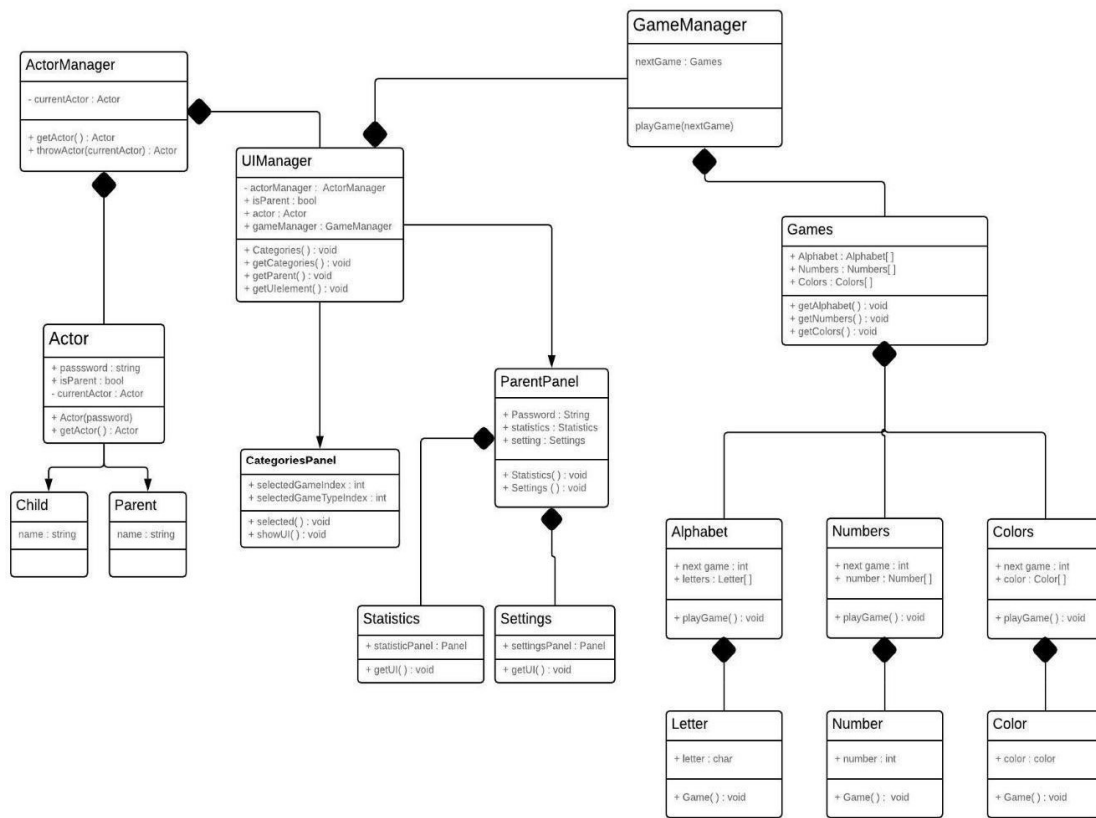 GameManager
nextGame : Games
playGame(nextGame)
ActorManager
- currentActor : Actor
+ getActor( ) : Actor
+ throwActor(currentActor) : Actor
UIManager
- actorManager : ActorManager
+ isParent : bool
+ actor : Actor
+ gameManager : GameManager
+ Categories( ) : void
+ getCategories( ) : void
+ getParent( ) : void
+ getUIelement( ) : void
Games
+ Alphabet : Alphabet[ ]
+ Numbers : Numbers[ ]
+ Colors : Colors[ ]
+ getAlphabet( ) : void
+ getNumbers( ) : void
+ getColors( ) : void
Actor
+ passsword : string
+ isParent : bool
- currentActor : Actor
+ Actor(password)
+ getActor( ) : Actor
ParentPanel
+ Password : String
+ statistics : Statistics
+ setting : Settings
+ Statistics( ) : void
+ Settings ( ) : void
CategoriesPanel
+ selectedGameIndex : int
+ selectedGameTypeIndex : int
+ selected( ) : void
+ showUI( ) : void
Child
name : string
Parent
name : string
Alphabet
+ next game : int
+ letters : Letter[ ]
+ playGame( ) : void
Numbers
+ next game : int
+ number : Number[ ]
+ playGame( ) : void
Colors
+ next game : int
+ color : Color[ ]
+ playGame( ) : void
Statistics
+ statisticPanel : Panel
+ getUI( ) : void
Settings
+ settingsPanel : Panel
+ getUI( ) : void
Letter
+ letter : char
+ Game( ) : void
Number
+ number : int
+ Game( ) : void
Color
+ color : color
+ Game( ) : void